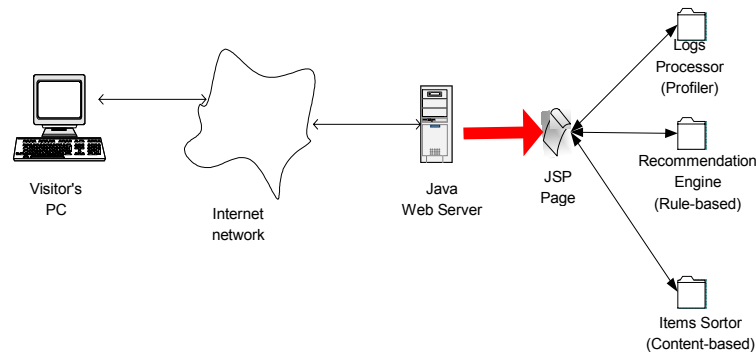 Visitor's
PC
Internet
network
Java
Web Server
JSP
Page
Logs
Processor
(Profiler)
Recommendation
Engine
(Rule-based)
Items Sortor
(Content-based)